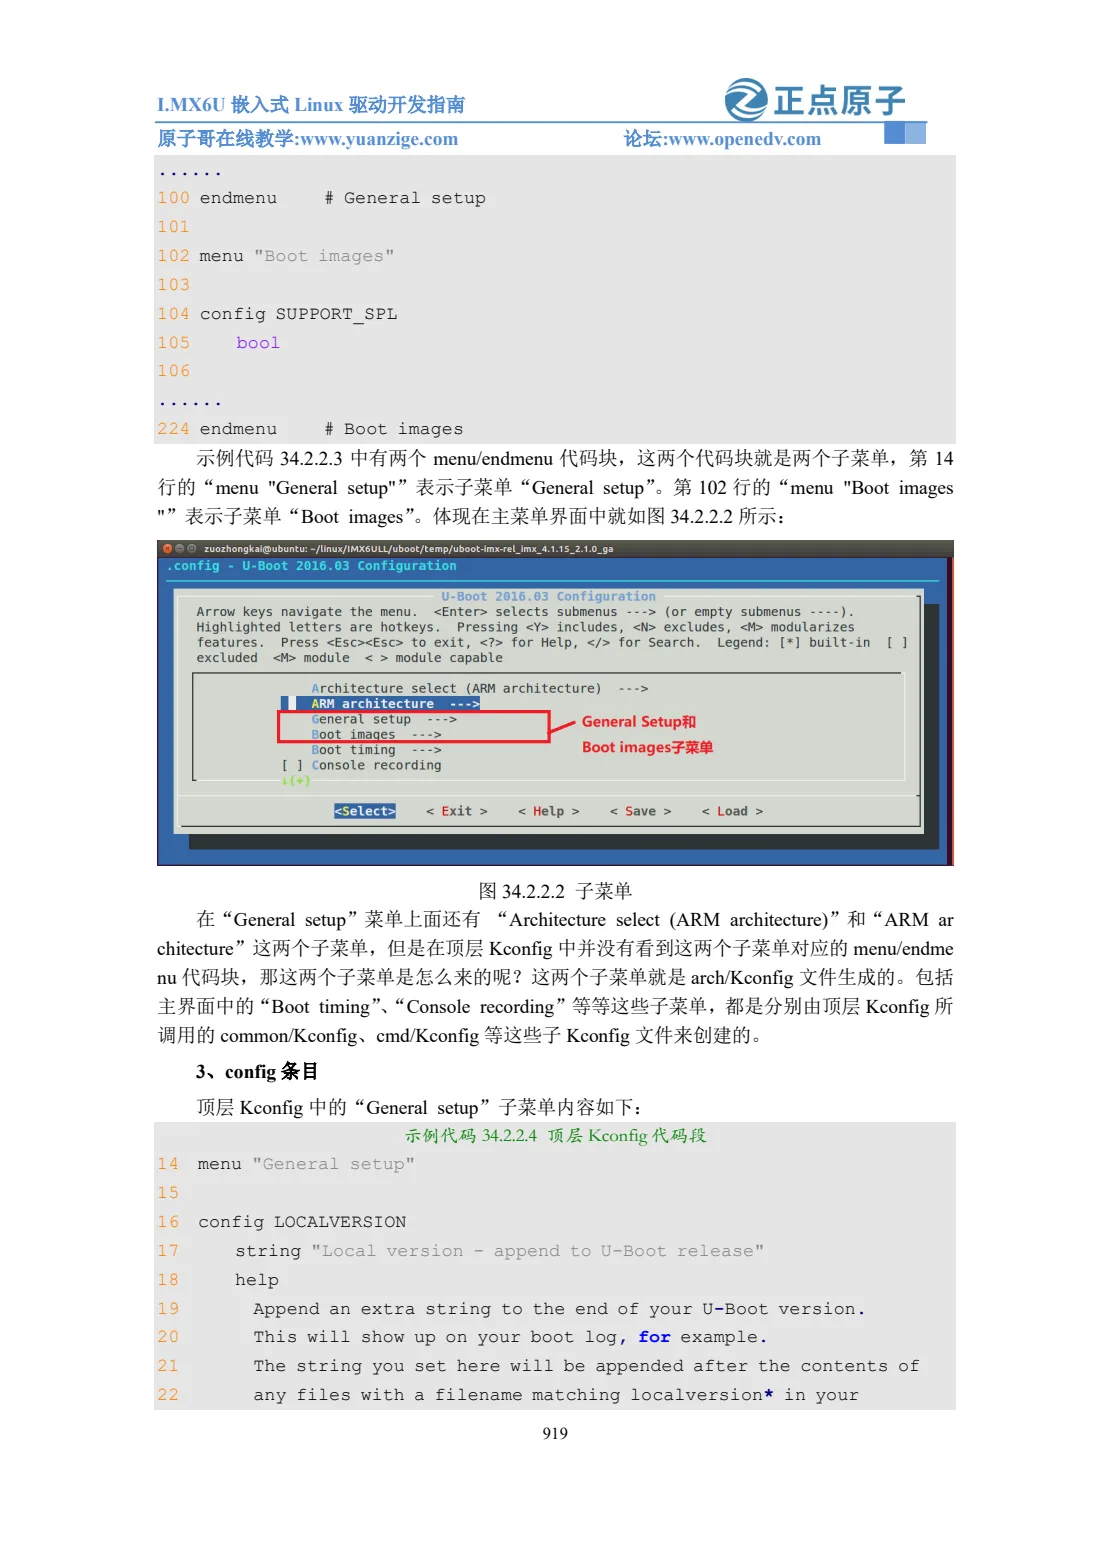 I.MX6U 嵌入式 Linux 驱动开发指南
正点原子
原子哥在线教学:www.yuanzige.com 论坛:www.openedv.com
......
100 endmenu # General setup
101
102 menu "Boot images"
103
104 config SUPPORT_SPL
105 bool
106
......
224 endmenu # Boot images
示例代码 34.2.2.3 中有两个 menu/endmenu 代码块，这两个代码块就是两个子菜单，第 14
行的“menu "General setup"”表示子菜单“General setup”。第 102 行的“menu "Boot images
"”表示子菜单“Boot images”。体现在主菜单界面中就如图 34.2.2.2 所示：
zuozhongkai@ubuntu: ~/linux/IMX6ULL/uboot/temp/uboot-imx-rel_imx_4.1.15_2.1.0_ga
.config - U-Boot 2016.03 Configuration
U-Boot 2016.03 Configuration
Arrow keys navigate the menu. <Enter> selects submenus ---> (or empty submenus ----).
Highlighted letters are hotkeys. Pressing <Y> includes, <N> excludes, <M> modularizes
features. Press <Esc><Esc> to exit, <?> for Help, </> for Search. Legend: [*] built-in [ ]
excluded <M> module < > module capable
Architecture select (ARM architecture) --->
ARM architecture --->
General setup --->
Boot images --->
Boot timing --->
[ ] Console recording
↓(+)
General Setup和
Boot images子菜单
<Select> < Exit > < Help > < Save > < Load >
图 34.2.2.2 子菜单
在“General setup”菜单上面还有 “Architecture select (ARM architecture)”和“ARM ar
chitecture”这两个子菜单，但是在顶层 Kconfig 中并没有看到这两个子菜单对应的 menu/endme
nu 代码块，那这两个子菜单是怎么来的呢？这两个子菜单就是 arch/Kconfig 文件生成的。包括
主界面中的“Boot timing”、“Console recording”等等这些子菜单，都是分别由顶层 Kconfig 所
调用的 common/Kconfig、cmd/Kconfig 等这些子 Kconfig 文件来创建的。
3、config 条目
顶层 Kconfig 中的“General setup”子菜单内容如下：
示例代码 34.2.2.4 顶层 Kconfig 代码段
14 menu "General setup"
15
16 config LOCALVERSION
17 string "Local version - append to U-Boot release"
18 help
19 Append an extra string to the end of your U-Boot version.
20 This will show up on your boot log, for example.
21 The string you set here will be appended after the contents of
22 any files with a filename matching localversion* in your
919